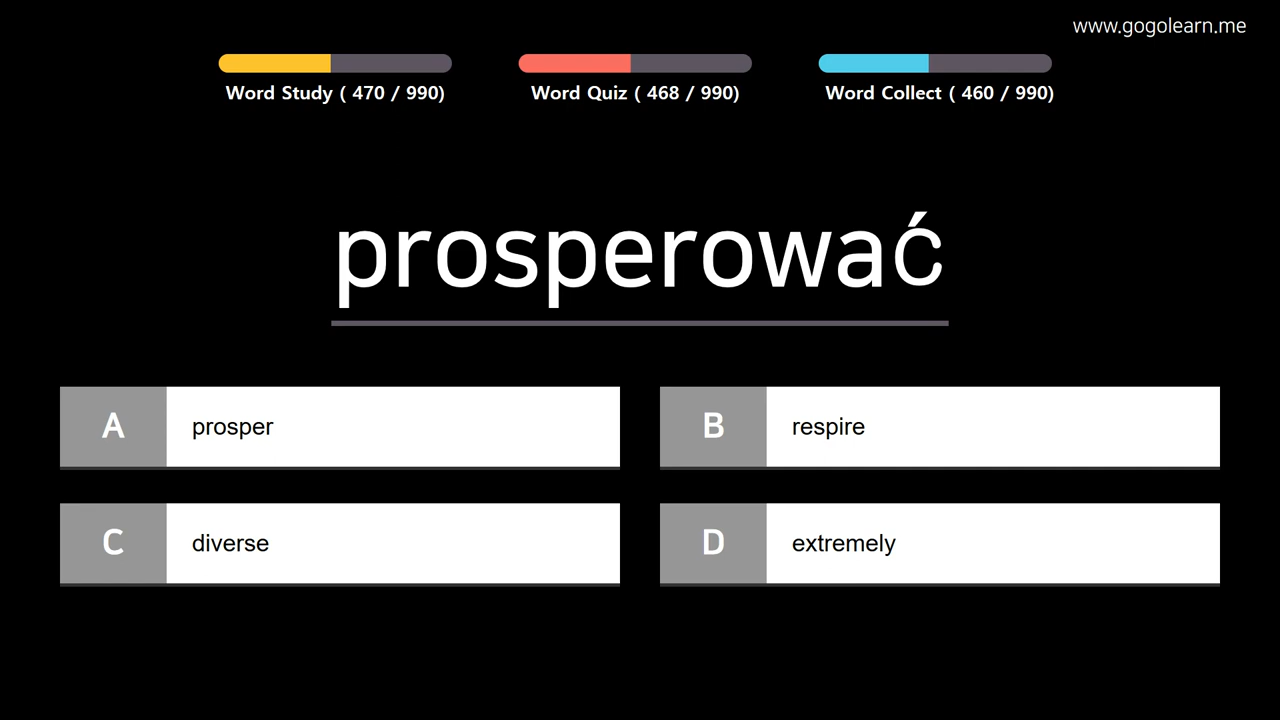 www.gogolearn.me
Word Study ( 470 / 990)
Word Quiz ( 468 / 990)
Word Collect ( 460 / 990)
prosperować
A prosper
B respire
C diverse
D extremely